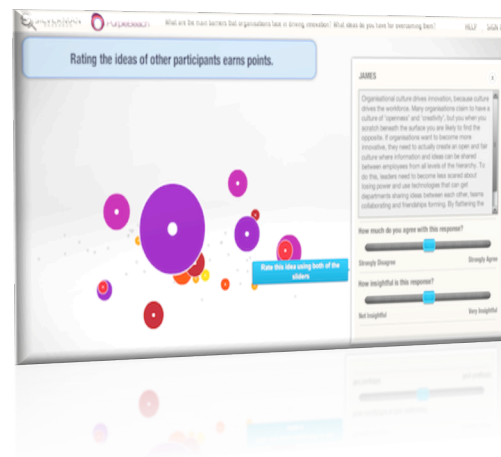 Purplebeach
What are the main barriers that organisations face in driving innovation? What ideas do you have for overcoming them?
HELP
Rating the ideas of other participants earns points.
JAMES
x
Organisational culture drives innovation, because culture
drives the workforce. Many organisations claim to have a
culture of "openness" and "creativity", but you when you
scratch beneath the surface you are likely to find the
opposite. If organisations want to become more
innovative, they need to actually create an open and fair
culture where information and ideas can be shared
between employees from all levels of the hierarchy. To
do this, leaders need to become less scared about
losing power and use technologies that can get
departments sharing ideas between each other, teams
collaborating and friendships forming. By flattening the
How much do you agree with this response?
Strongly Disagree
Strongly Agree
Rate this idea using both of the
sliders
How insightful is this response?
Not Insightful
Very Insightful